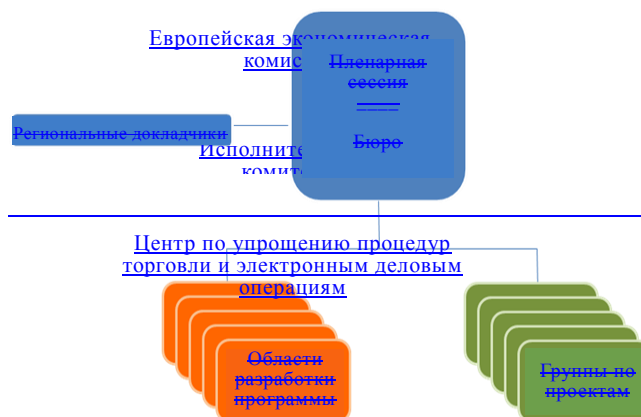 Европейская экономическая
комис
Пленарная
сессия
____
Бюро
Региональные докладчики
Исполните
комит
Центр по упрощению процедур
торговли и электронным деловым
операциям
Области
разработки
программы
Группы по
проектам